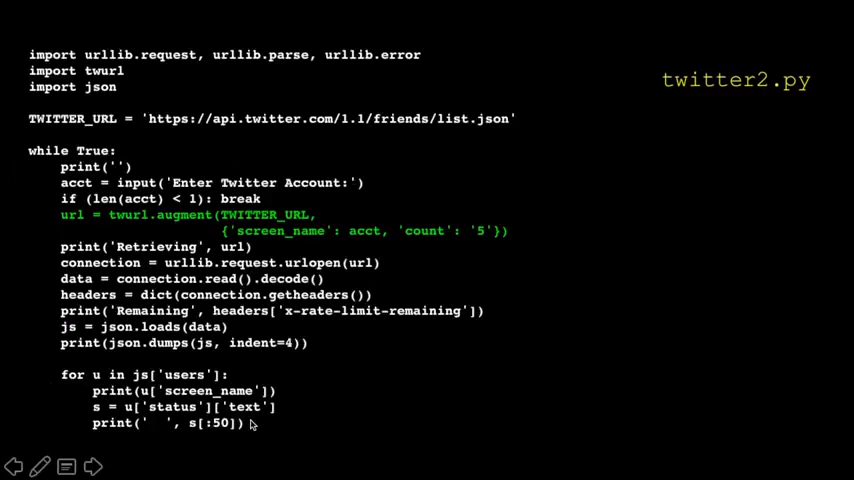 import urllib.request, urllib.parse, urllib.error
import twurl
import json
twitter2.py
TWITTER_URL = 'https://api.twitter.com/1.1/friends/list.json'
while True:
    print('')
    acct = input('Enter Twitter Account:')
    if (len(acct) < 1): break
    url = twurl.augment(TWITTER_URL,
                        {'screen_name': acct, 'count': '5'})
    print('Retrieving', url)
    connection = urllib.request.urlopen(url)
    data = connection.read().decode()
    headers = dict(connection.getheaders())
    print('Remaining', headers['x-rate-limit-remaining'])
    js = json.loads(data)
    print(json.dumps(js, indent=4))
    for u in js['users']:
        print(u['screen_name'])
        s = u['status']['text']
        print('  ', s[:50])